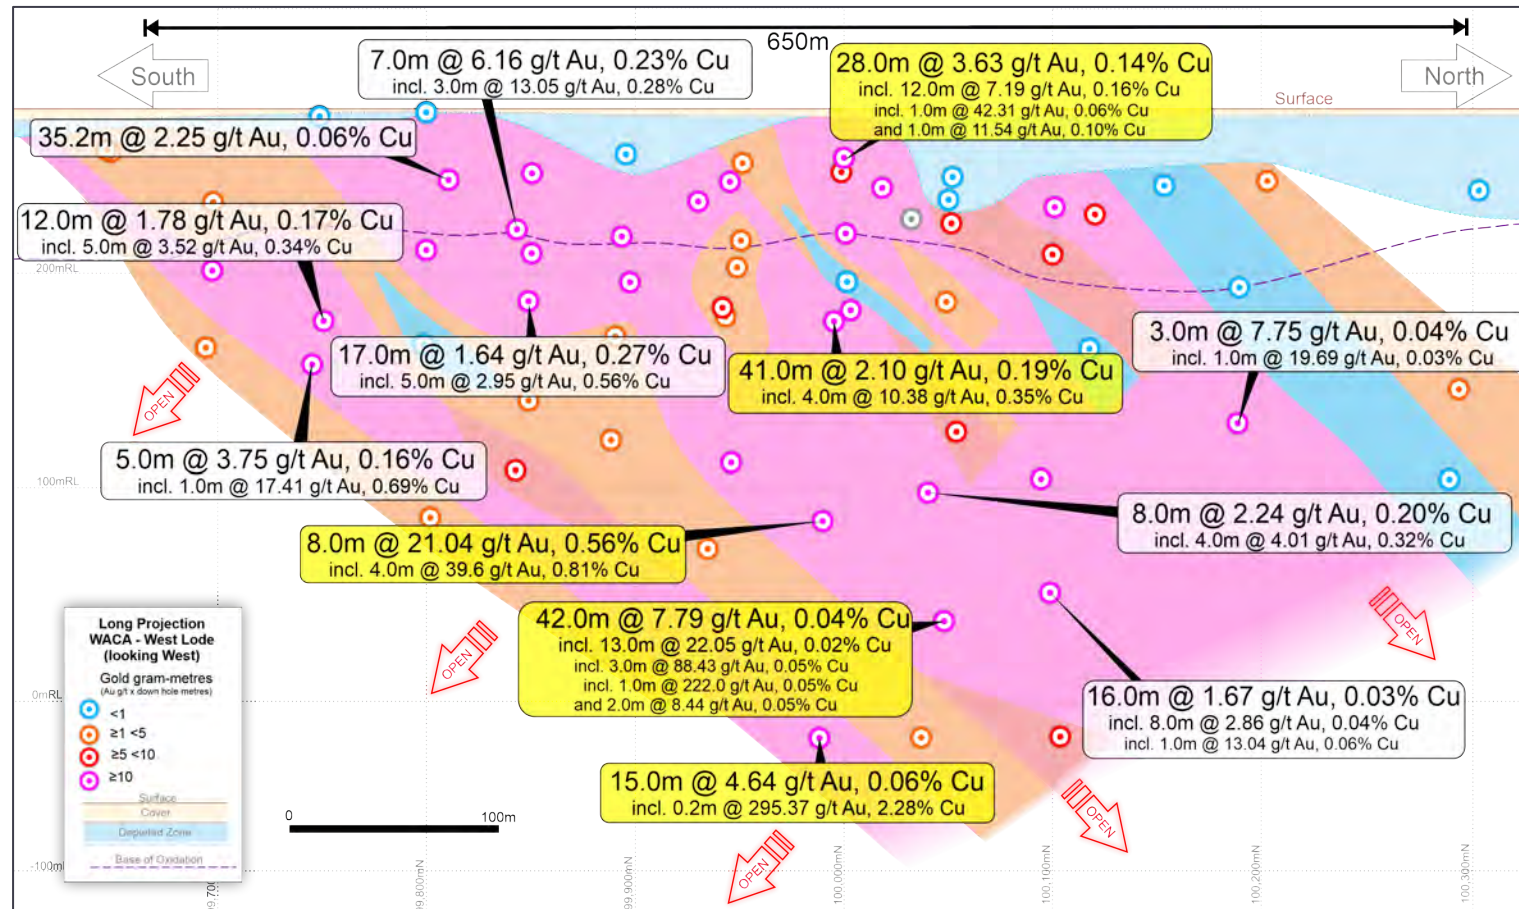 650m
South
North
Surface
7.0m @ 6.16 g/t Au, 0.23% Cu
incl. 3.0m @ 13.05 g/t Au, 0.28% Cu
28.0m @ 3.63 g/t Au, 0.14% Cu
incl. 12.0m @ 7.19 g/t Au, 0.16% Cu
incl. 1.0m @ 42.31 g/t Au, 0.06% Cu
and 1.0m @ 11.54 g/t Au, 0.10% Cu
35.2m @ 2.25 g/t Au, 0.06% Cu
12.0m @ 1.78 g/t Au, 0.17% Cu
incl. 5.0m @ 3.52 g/t Au, 0.34% Cu
200mRL
17.0m @ 1.64 g/t Au, 0.27% Cu
incl. 5.0m @ 2.95 g/t Au, 0.56% Cu
41.0m @ 2.10 g/t Au, 0.19% Cu
incl. 4.0m @ 10.38 g/t Au, 0.35% Cu
3.0m @ 7.75 g/t Au, 0.04% Cu
incl. 1.0m @ 19.69 g/t Au, 0.03% Cu
OPEN
5.0m @ 3.75 g/t Au, 0.16% Cu
incl. 1.0m @ 17.41 g/t Au, 0.69% Cu
100mRL
8.0m @ 2.24 g/t Au, 0.20% Cu
incl. 4.0m @ 4.01 g/t Au, 0.32% Cu
8.0m @ 21.04 g/t Au, 0.56% Cu
incl. 4.0m @ 39.6 g/t Au, 0.81% Cu
42.0m @ 7.79 g/t Au, 0.04% Cu
incl. 13.0m @ 22.05 g/t Au, 0.02% Cu
incl. 3.0m @ 88.43 g/t Au, 0.05% Cu
incl. 1.0m @ 222.0 g/t Au, 0.05% Cu
and 2.0m @ 8.44 g/t Au, 0.05% Cu
OPEN
OPEN
Long Projection
WACA - West Lode
(looking West)
Gold gram-metres
(Au g/t x down hole metres)
<1
≥1 <5
≥5 <10
≥10
Surface
Cover
Depleted Zone
Base of Oxidation
0mRL
16.0m @ 1.67 g/t Au, 0.03% Cu
incl. 8.0m @ 2.86 g/t Au, 0.04% Cu
incl. 1.0m @ 13.04 g/t Au, 0.06% Cu
15.0m @ 4.64 g/t Au, 0.06% Cu
incl. 0.2m @ 295.37 g/t Au, 2.28% Cu
0
100m
OPEN
OPEN
99,800mN
99,900mN
100,000mN
100,100mN
100,200mN
100,300mN